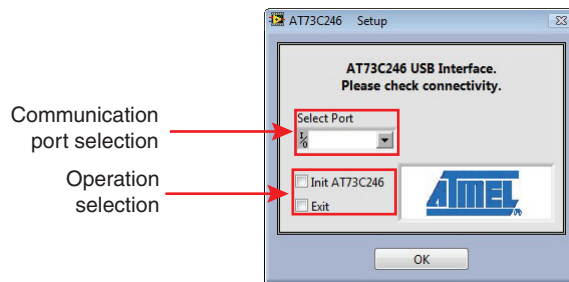 AT73C246 Setup
AT73C246 USB Interface.
Please check connectivity.
Communication
port selection
Select Port
I/O
Operation
selection
Init AT73C246
Exit
ATMEL
OK